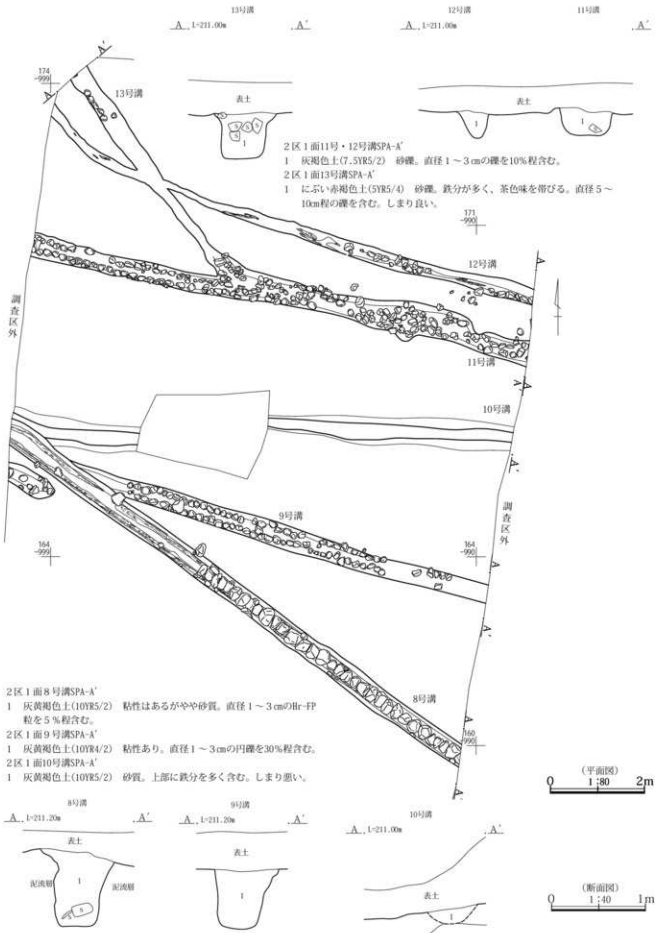 13号溝
A L=211.00m A'
12号溝 11号溝
A L=211.00m A'
174
-999
A'
A
13号溝
表土
S S S S
1
表土
1 1
2区1面11号・12号溝SPA-A'
1 灰褐色土(7.5YR5/2) 砂礫。直径1～3㎝の礫を10%程含む。
2区1面13号溝SPA-A'
1 にぶい赤褐色土(5YR5/4) 砂礫。鉄分が多く、茶色味を帯びる。直径5～
10㎝程の礫を含む。しまり良い。
171
-990
A
12号溝
調査区外
11号溝
A'
A
10号溝
A'
9号溝
調査区外
164
-999
164
-990
A
A'
A
8号溝
160
-990
A'
2区1面8号溝SPA-A'
1 灰黄褐色土(10YR5/2) 粘性はあるがやや砂質。直径1～3㎝のHr-FP
粒を5%程含む。
2区1面9号溝SPA-A'
1 灰黄褐色土(10YR4/2) 粘性あり。直径1～3㎝の円礫を30%程含む。
2区1面10号溝SPA-A'
1 灰黄褐色土(10YR5/2) 砂質。上部に鉄分を多く含む。しまり悪い。
(平面図)
0 1:80 2m
8号溝
A L=211.20m A'
表土
泥流層 1 泥流層
S
9号溝
A L=211.20m A'
表土
1
10号溝
A L=211.00m A'
表土
1
(断面図)
0 1:40 1m